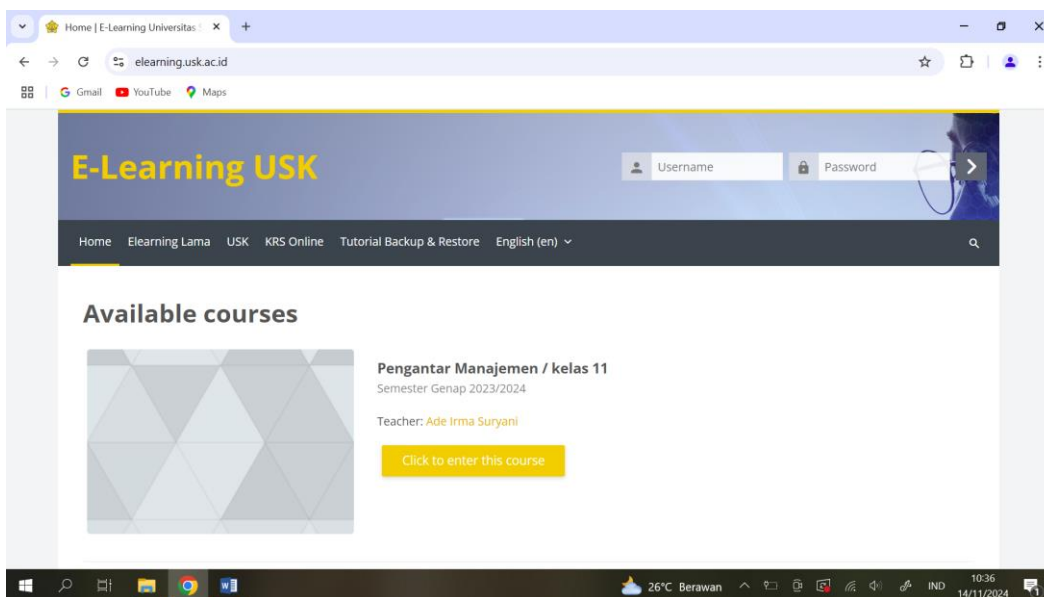 Home | E-Learning Universitas
elearning.usk.ac.id
Gmail YouTube Maps
E-Learning USK
Username
Password
Home Elearning Lama USK KRS Online Tutorial Backup & Restore English (en)
Available courses
Pengantar Manajemen / kelas 11
Semester Genap 2023/2024
Teacher: Ade Irma Suryani
Click to enter this course
26°C Berawan
IND
10:36
14/11/2024